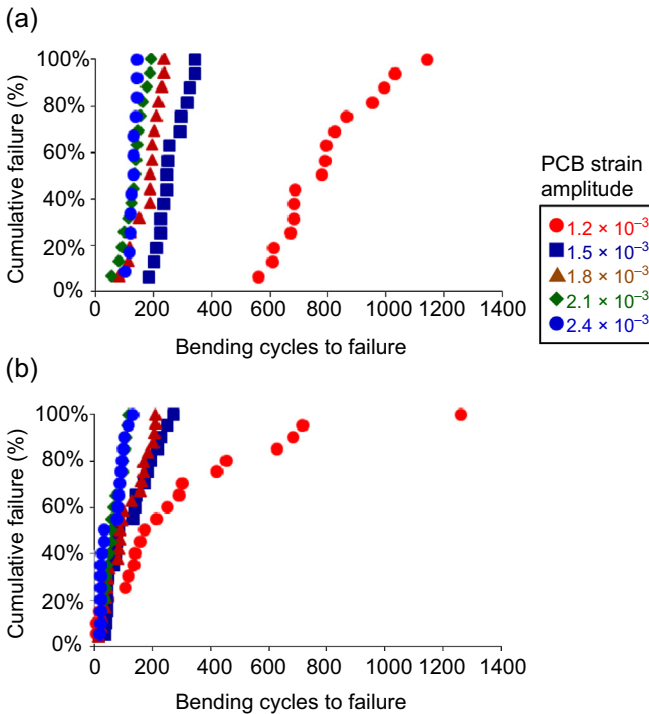 (a)
100%
80%
60%
40%
20%
0%
Cumulative failure (%)
0 200 400 600 800 1000 1200 1400
Bending cycles to failure
PCB strain
amplitude
1.2 × 10⁻³
1.5 × 10⁻³
1.8 × 10⁻³
2.1 × 10⁻³
2.4 × 10⁻³
(b)
100%
80%
60%
40%
20%
0%
Cumulative failure (%)
0 200 400 600 800 1000 1200 1400
Bending cycles to failure